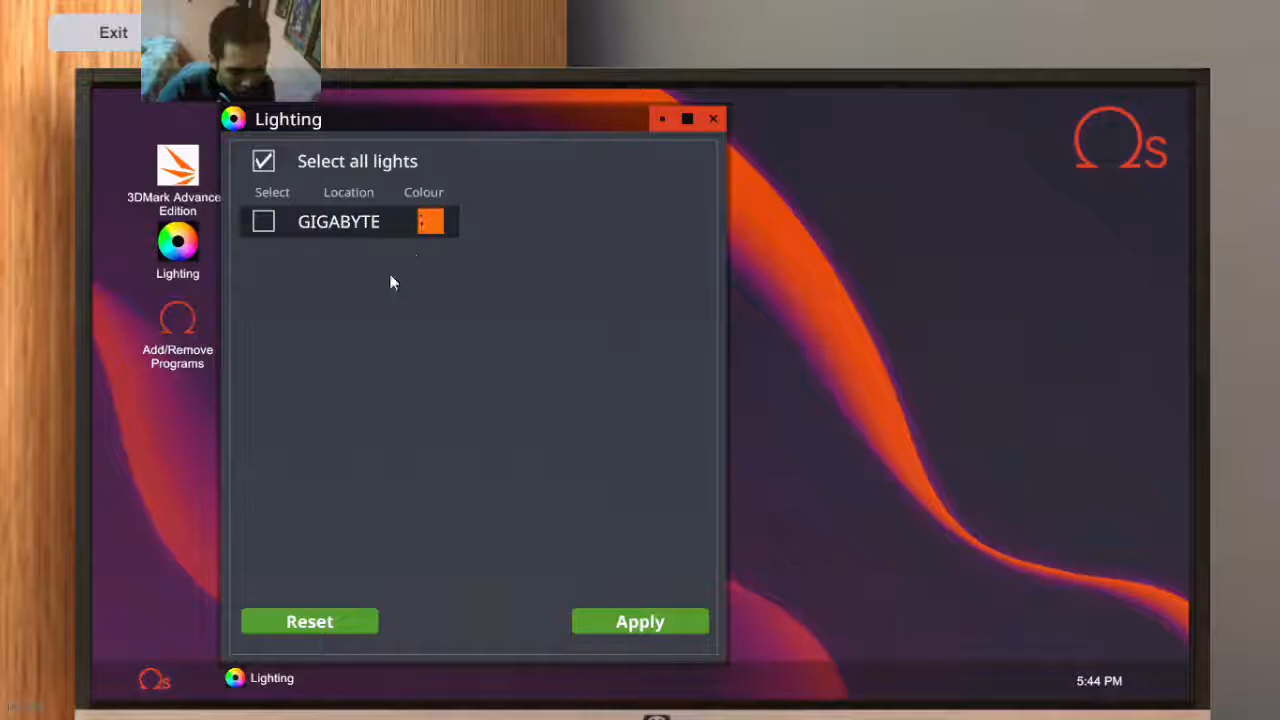 Exit
Lighting
Select all lights
Select Location Colour
GIGABYTE
3DMark Advance
Edition
Lighting
Add/Remove
Programs
Reset
Apply
Lighting
5:44 PM